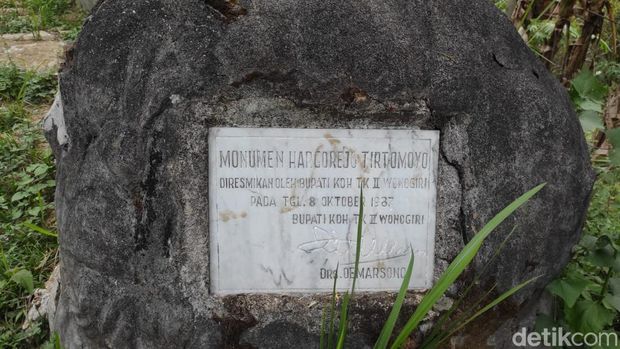 MONUMEN HARGOREJO TIRTOMOYO
DIRESMIKAN OLEH BUPATI KDH TK II WONOGIRI
PADA TGL. 8 OKTOBER 1987
BUPATI KDH TK II WONOGIRI
Drs. OEMARSONO
detikcom